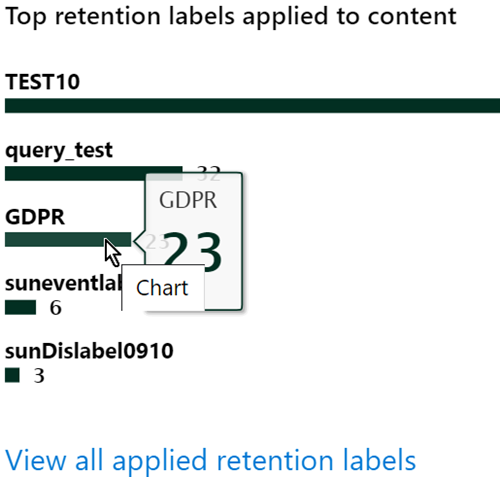 Top retention labels applied to content
TEST10
query_test
32
GDPR
23
GDPR
23
Chart
6
sunDislabel0910
3
View all applied retention labels